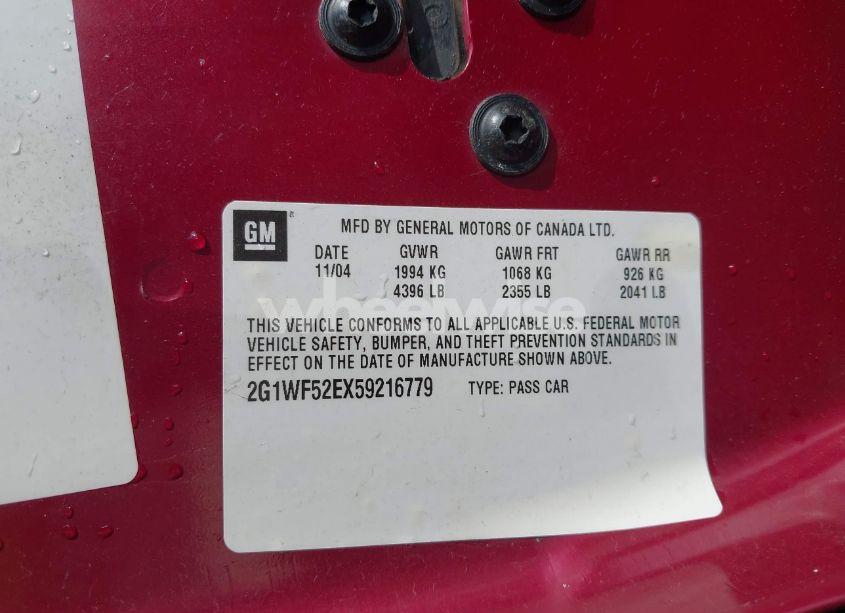 GM ®
MFD BY GENERAL MOTORS OF CANADA LTD.
DATE GVWR GAWR FRT GAWR RR
11/04 1994 KG 1068 KG 926 KG
4396 LB 2355 LB 2041 LB
wheelwise
THIS VEHICLE CONFORMS TO ALL APPLICABLE U.S. FEDERAL MOTOR
VEHICLE SAFETY, BUMPER, AND THEFT PREVENTION STANDARDS IN
EFFECT ON THE DATE OF MANUFACTURE SHOWN ABOVE.
2G1WF52EX59216779 TYPE: PASS CAR